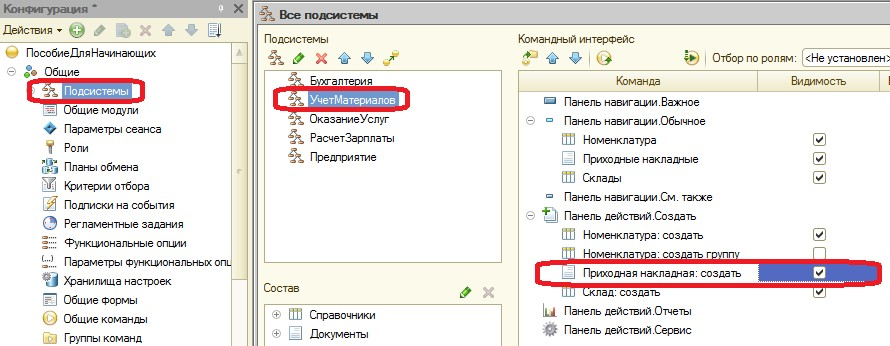 Конфигурация *
Действия
ПособиеДляНачинающих
Общие
Подсистемы
Общие модули
Параметры сеанса
Роли
Планы обмена
Критерии отбора
Подписки на события
Регламентные задания
Функциональные опции
Параметры функциональных опц
Хранилища настроек
Общие формы
Общие команды
Группы команд
Все подсистемы
Подсистемы
Бухгалтерия
УчетМатериалов
ОказаниеУслуг
РасчетЗарплаты
Предприятие
Состав
Справочники
Документы
Командный интерфейс
Отбор по ролям: <Не установлен>
Команда Видимость
Панель навигации.Важное
Панель навигации.Обычное
Номенклатура
Приходные накладные
Склады
Панель навигации.См. также
Панель действий.Создать
Номенклатура: создать
Номенклатура: создать группу
Приходная накладная: создать
Склад: создать
Панель действий.Отчеты
Панель действий.Сервис